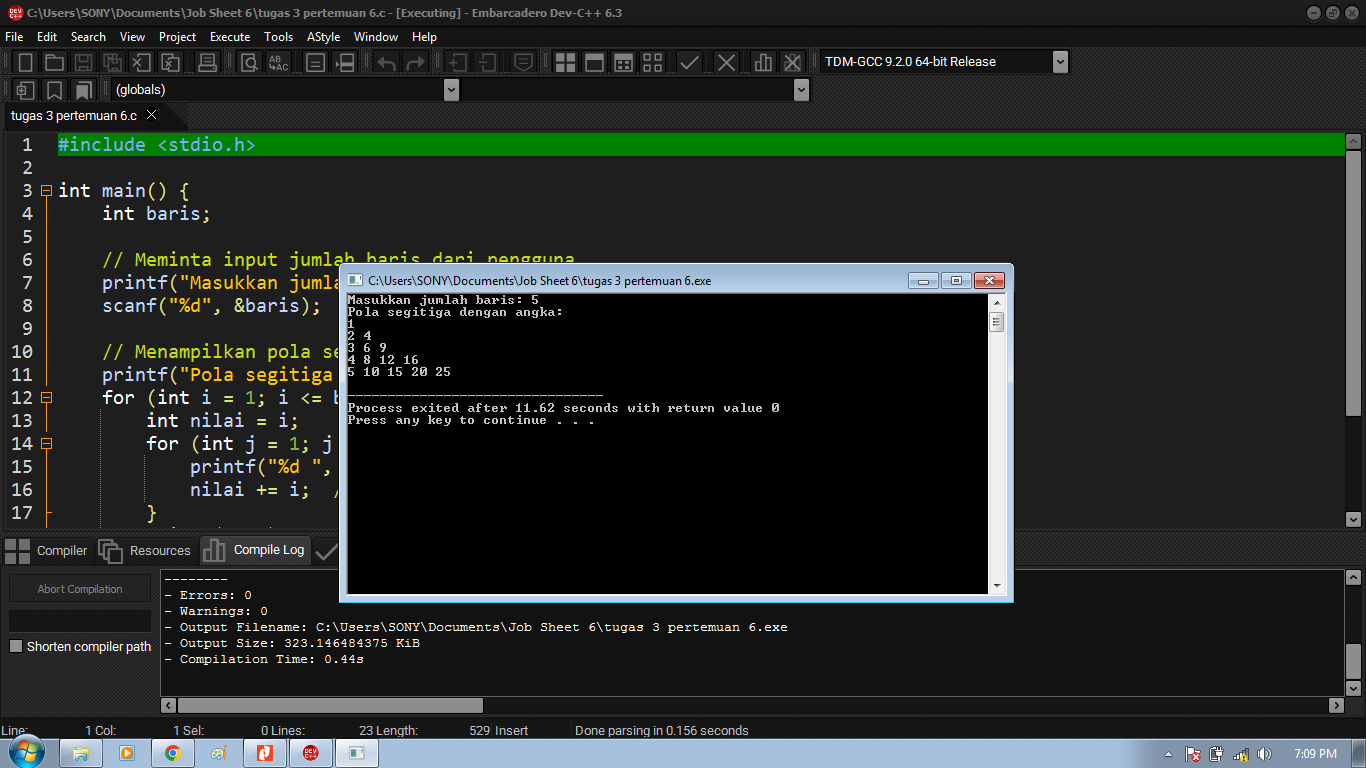 C:\Users\SONY\Documents\Job Sheet 6\tugas 3 pertemuan 6.c - [Executing] - Embarcadero Dev-C++ 6.3
File Edit Search View Project Execute Tools AStyle Window Help
TDM-GCC 9.2.0 64-bit Release
(globals)
tugas 3 pertemuan 6.c
1 #include <stdio.h>
2
3 int main() {
4 int baris;
5
6 // Meminta input jumlah baris dari pengguna
7 printf("Masukkan jumla
8 scanf("%d", &baris);
9
10 // Menampilkan pola se
11 printf("Pola segitiga
12 for (int i = 1; i <= b
13 int nilai = i;
14 for (int j = 1; j
15 printf("%d ",
16 nilai += i; /
17 }
C:\Users\SONY\Documents\Job Sheet 6\tugas 3 pertemuan 6.exe
Masukkan jumlah baris: 5
Pola segitiga dengan angka:
1
2 4
3 6 9
4 8 12 16
5 10 15 20 25
--------------------------------
Process exited after 11.62 seconds with return value 0
Press any key to continue . . .
Compiler Resources Compile Log
Abort Compilation
Shorten compiler path
--------
- Errors: 0
- Warnings: 0
- Output Filename: C:\Users\SONY\Documents\Job Sheet 6\tugas 3 pertemuan 6.exe
- Output Size: 323.146484375 KiB
- Compilation Time: 0.44s
Line: 1 Col: 1 Sel: 0 Lines: 23 Length: 529 Insert Done parsing in 0.156 seconds
7:09 PM